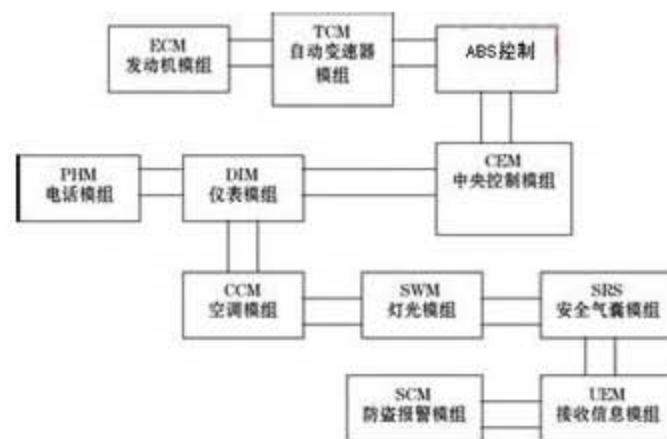 ECM
发动机模组
TCM
自动变速器
模组
ABS控制
PHM
电话模组
DIM
仪表模组
CEM
中央控制模组
CCM
空调模组
SWM
灯光模组
SRS
安全气囊模组
SCM
防盗报警模组
UEM
接收信息模组